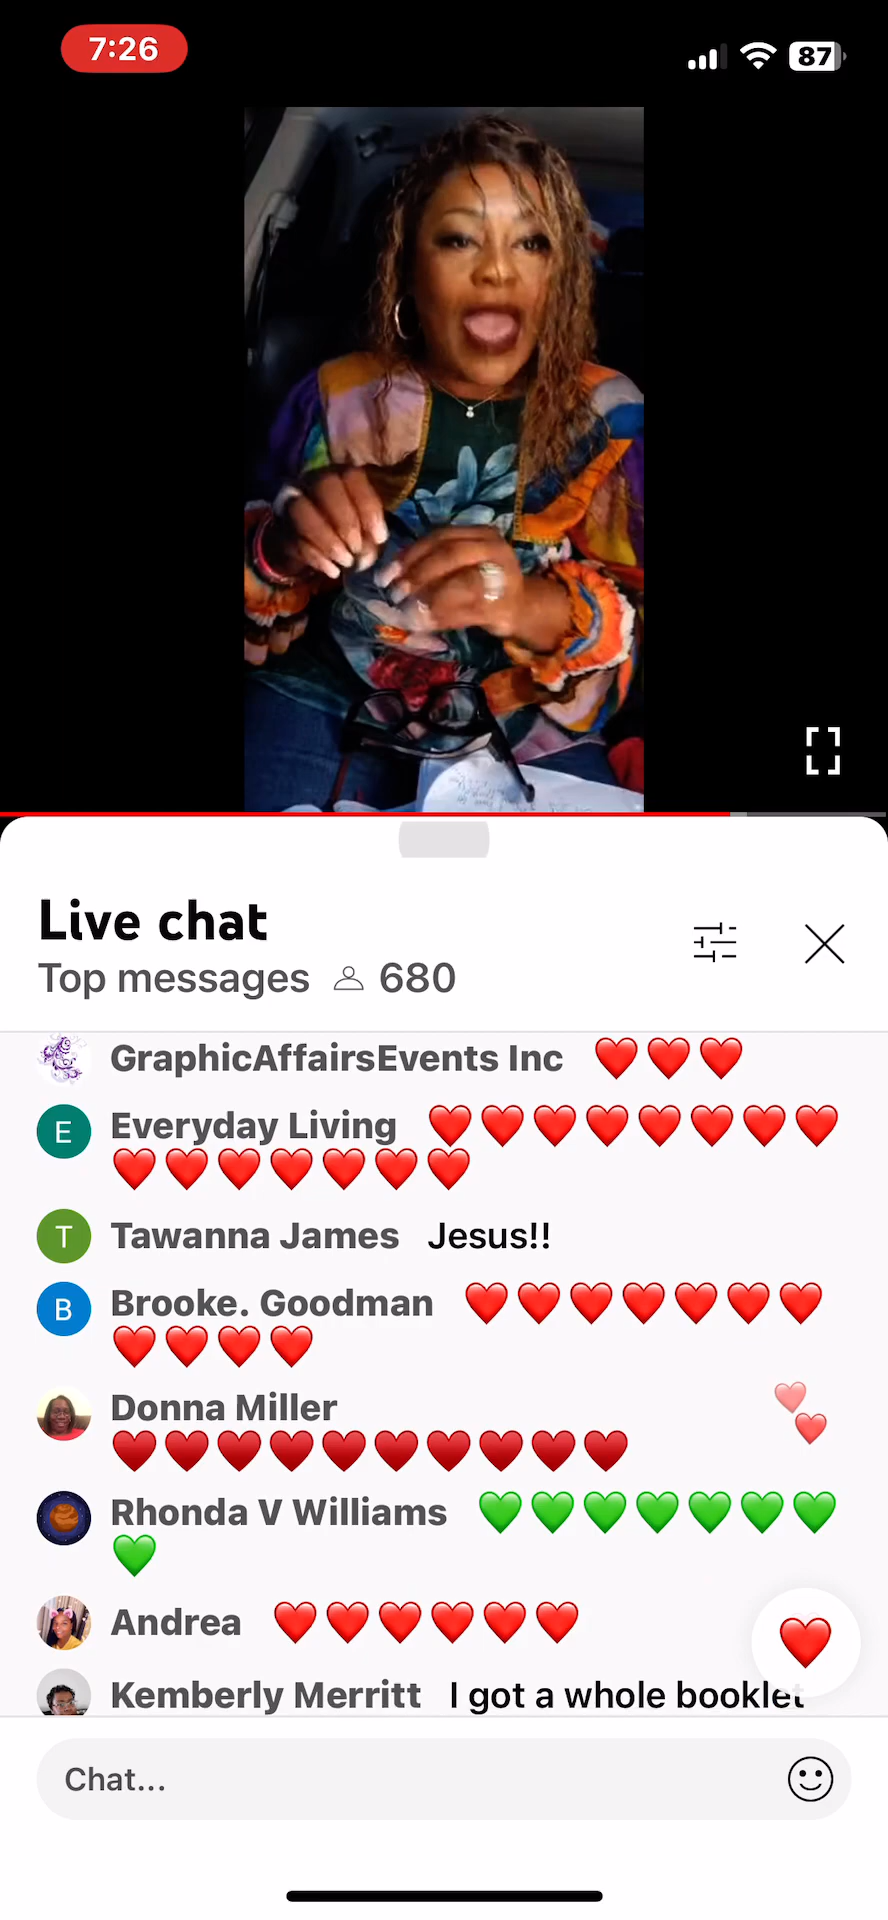 7:26
87
Live chat
Top messages 680
GraphicAffairsEvents Inc ❤️❤️❤️
E Everyday Living ❤️❤️❤️❤️❤️❤️❤️❤️
❤️❤️❤️❤️❤️❤️❤️
T Tawanna James Jesus!!
B Brooke. Goodman ❤️❤️❤️❤️❤️❤️❤️
❤️❤️❤️❤️
Donna Miller
♥️♥️♥️♥️♥️♥️♥️♥️♥️♥️
Rhonda V Williams 💚💚💚💚💚💚💚
💚
Andrea ❤️❤️❤️❤️❤️❤️
Kemberly Merritt I got a whole booklet
Chat...